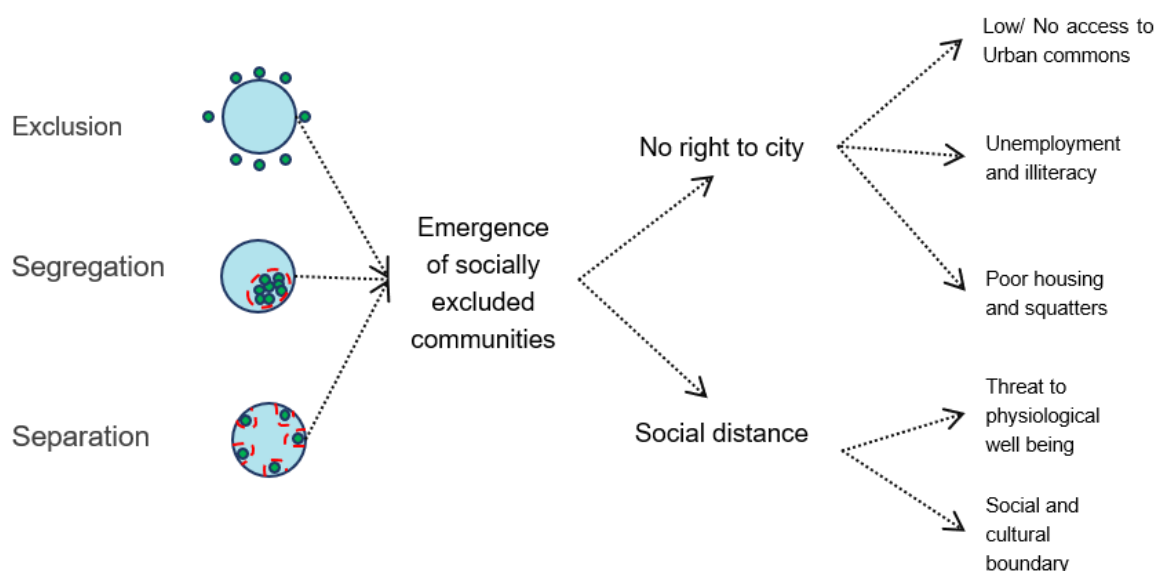 Exclusion
Segregation
Separation
Emergence
of socially
excluded
communities
No right to city
Social distance
Low/ No access to
Urban commons
Unemployment
and illiteracy
Poor housing
and squatters
Threat to
physiological
well being
Social and
cultural
boundary